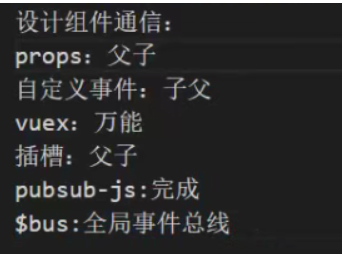 设计组件通信：
props：父子
自定义事件：子父
vuex：万能
插槽：父子
pubsub-js:完成
$bus:全局事件总线